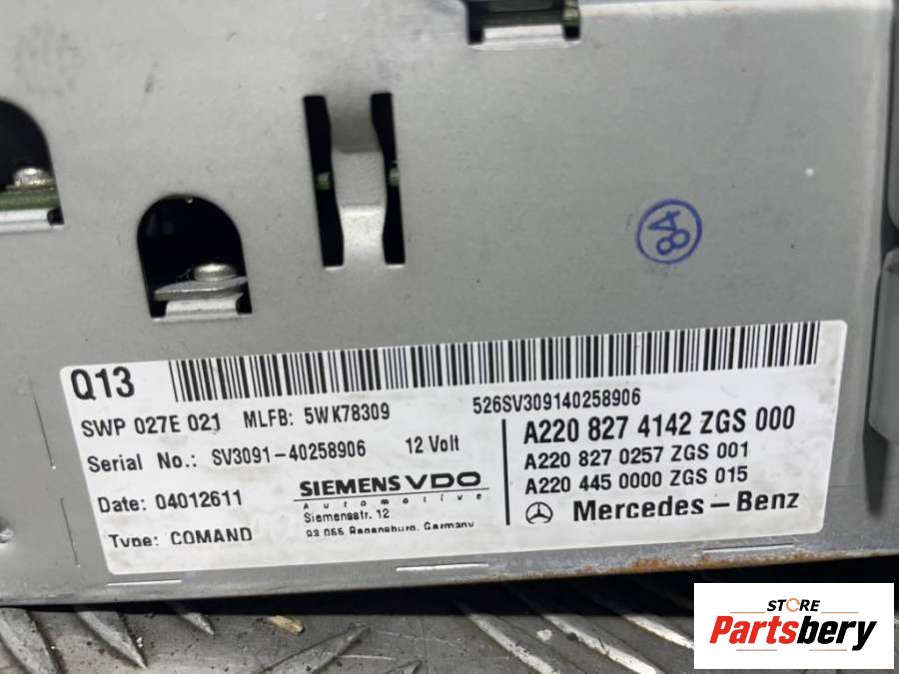 84
Q13
SWP 027E 021 MLFB: 5WK78309
526SV309140258906
Serial No.: SV3091-40258906 12 Volt
Date: 04012611
SIEMENS VDO
Automotive
Siemensstr. 12
93 055 Regensburg, Germany
Type: COMAND
A220 827 4142 ZGS 000
A220 827 0257 ZGS 001
A220 445 0000 ZGS 015
Mercedes-Benz
STORE
Partsbery